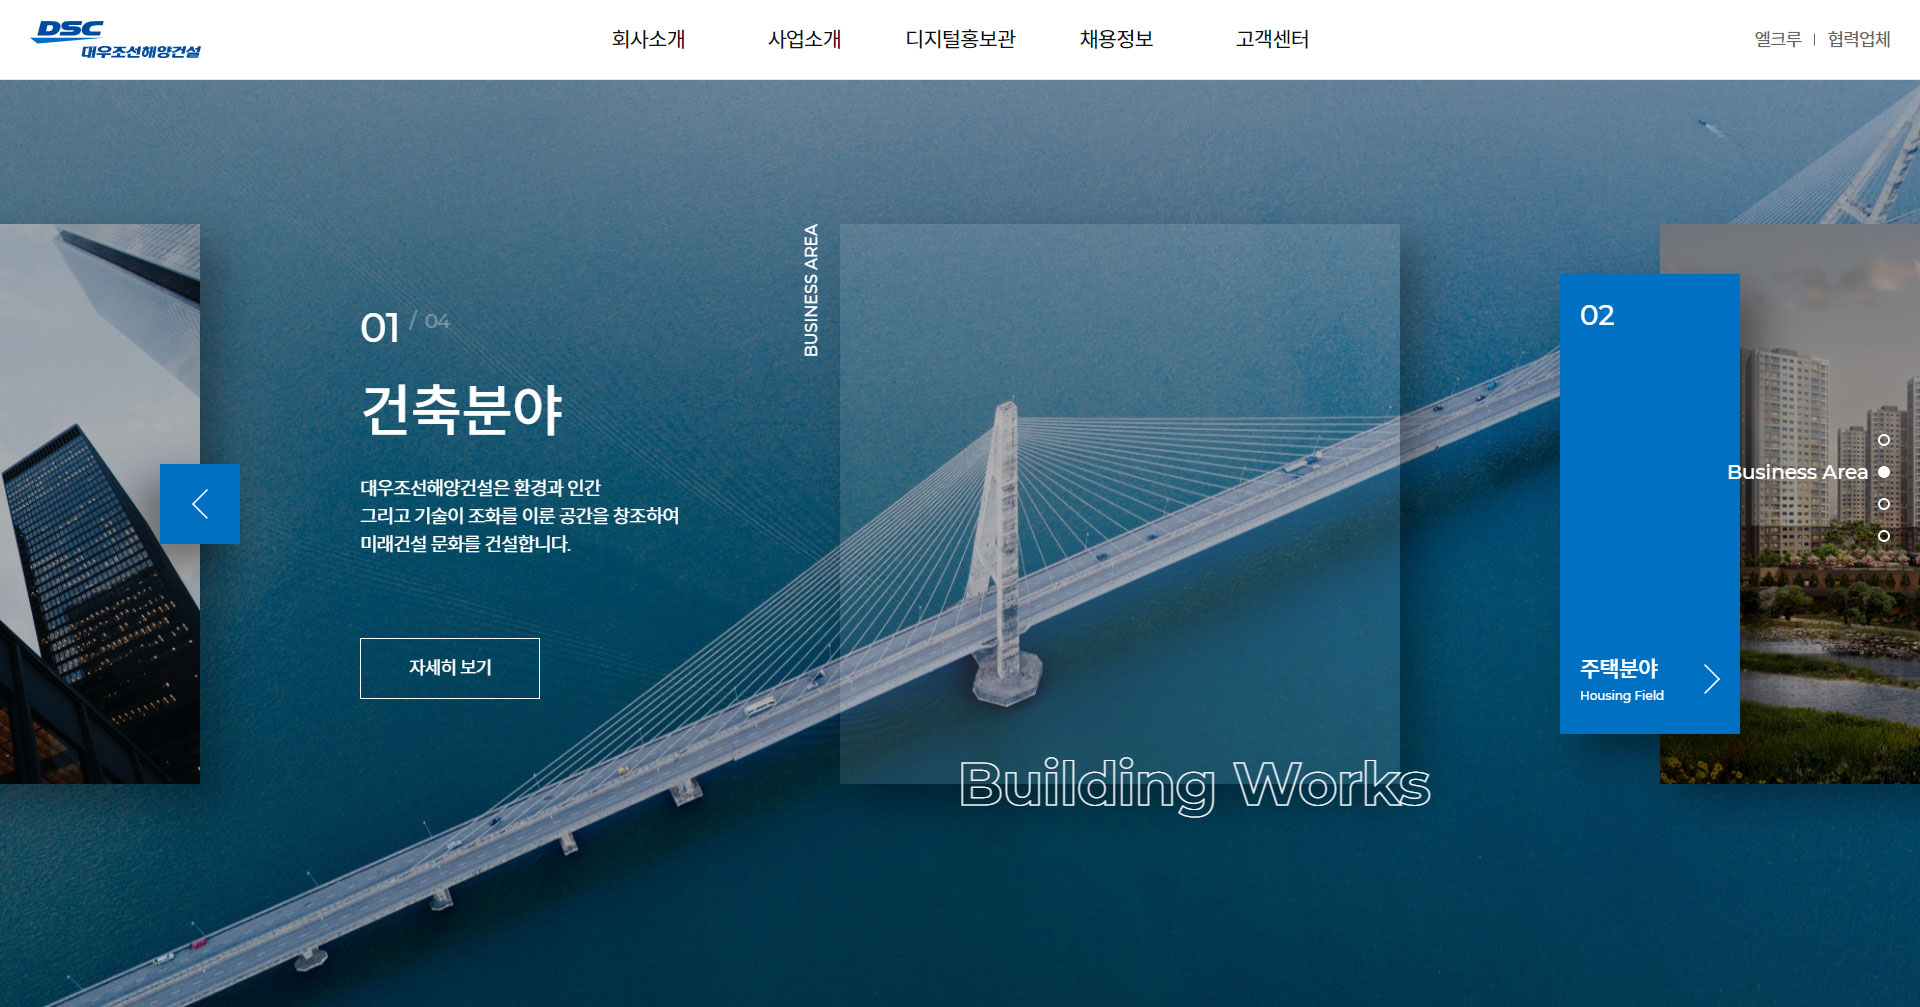 DSC
대우조선해양건설
회사소개
사업소개
디지털홍보관
채용정보
고객센터
엘크루 | 협력업체
BUSINESS AREA
01 / 04
건축분야
대우조선해양건설은 환경과 인간
그리고 기술이 조화를 이룬 공간을 창조하여
미래건설 문화를 건설합니다.
자세히 보기
Building Works
02
주택분야
Housing Field
Business Area